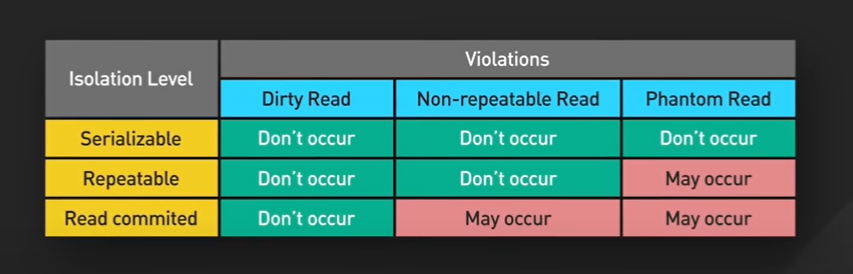 Isolation Level
Violations
Dirty Read Non-repeatable Read Phantom Read
Serializable Don't occur Don't occur Don't occur
Repeatable Don't occur Don't occur May occur
Read commited Don't occur May occur May occur